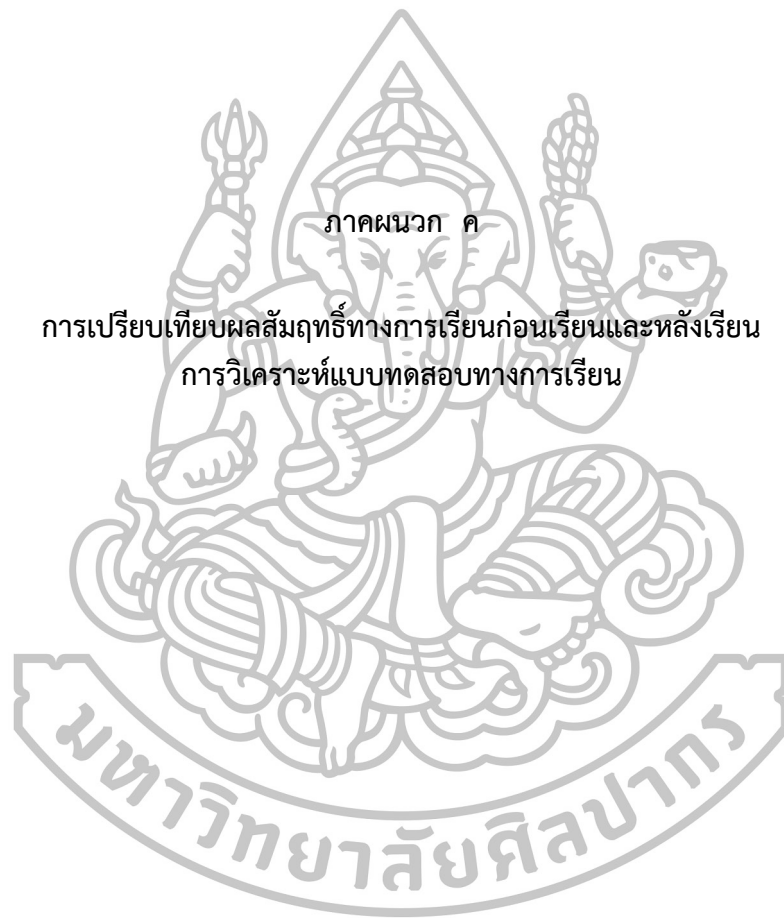 ภาคผนวก ค
การเปรียบเทียบผลสัมฤทธิ์ทางการเรียนก่อนเรียนและหลังเรียน
การวิเคราะห์แบบทดสอบทางการเรียน
มหาวิทยาลัยศิลปากร